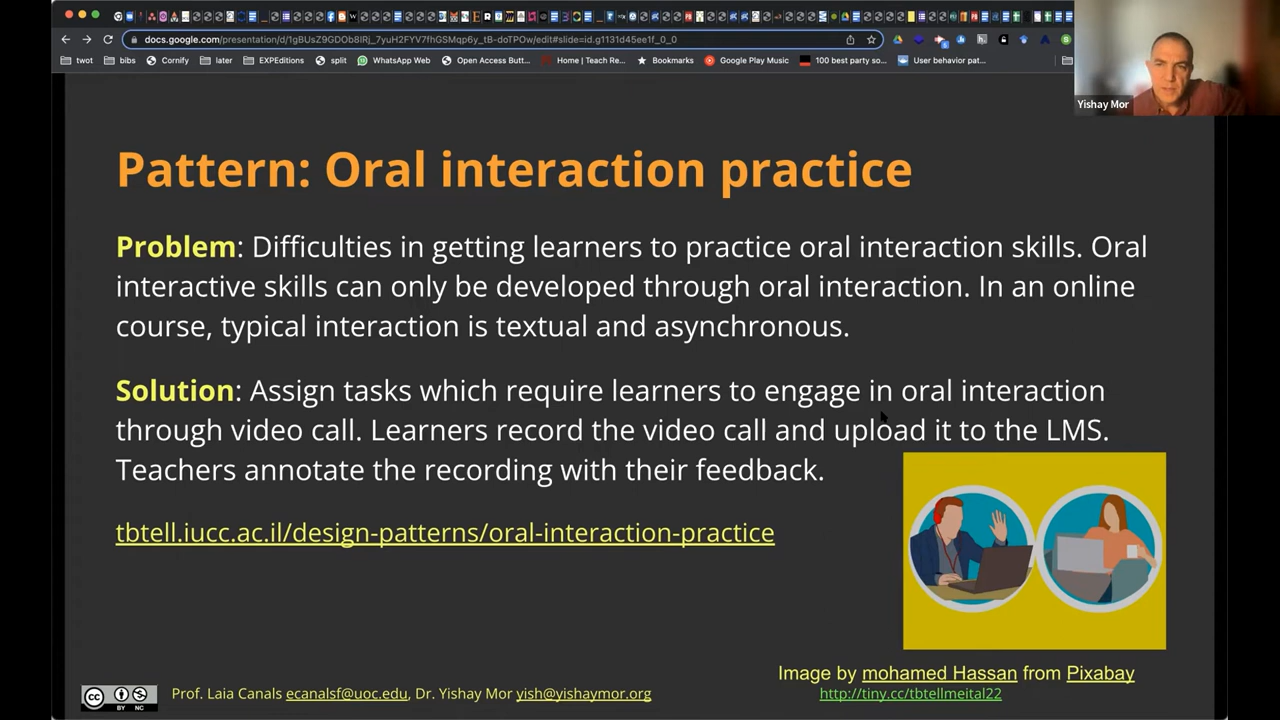 docs.google.com/presentation/d/1gBUsZ9GDOb8IRj_7yuH2FYV7fhGSMqp6y_tB-doTPOw/edit#slide=id.g1131d45ee1f_0_0
twot bibs Cornify later EXPEditions split WhatsApp Web Open Access Butt... Home | Teach Re... Bookmarks Google Play Music 100 best party so... User behavior pat...
Yishay Mor
Pattern: Oral interaction practice
Problem: Difficulties in getting learners to practice oral interaction skills. Oral
interactive skills can only be developed through oral interaction. In an online
course, typical interaction is textual and asynchronous.
Solution: Assign tasks which require learners to engage in oral interaction
through video call. Learners record the video call and upload it to the LMS.
Teachers annotate the recording with their feedback.
tbtell.iucc.ac.il/design-patterns/oral-interaction-practice
Image by mohamed Hassan from Pixabay
CC BY NC
Prof. Laia Canals ecanalsf@uoc.edu, Dr. Yishay Mor yish@yishaymor.org
http://tiny.cc/tbtellmeital22